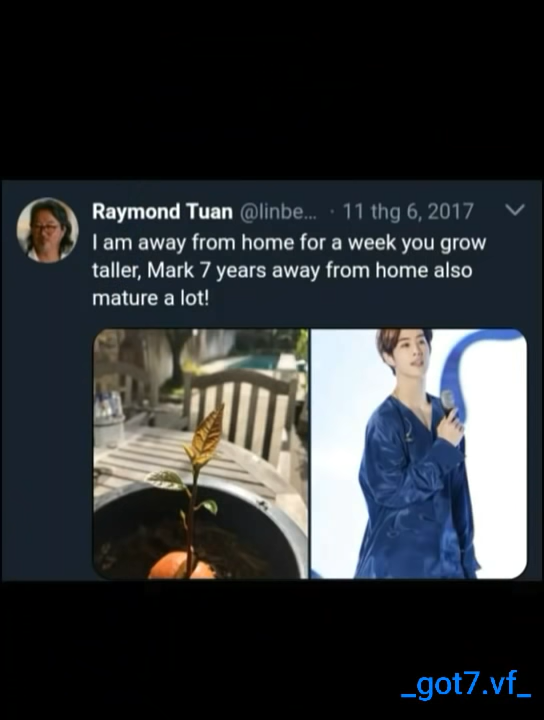 Raymond Tuan @linbe... · 11 thg 6, 2017
I am away from home for a week you grow
taller, Mark 7 years away from home also
mature a lot!
_got7.vf_